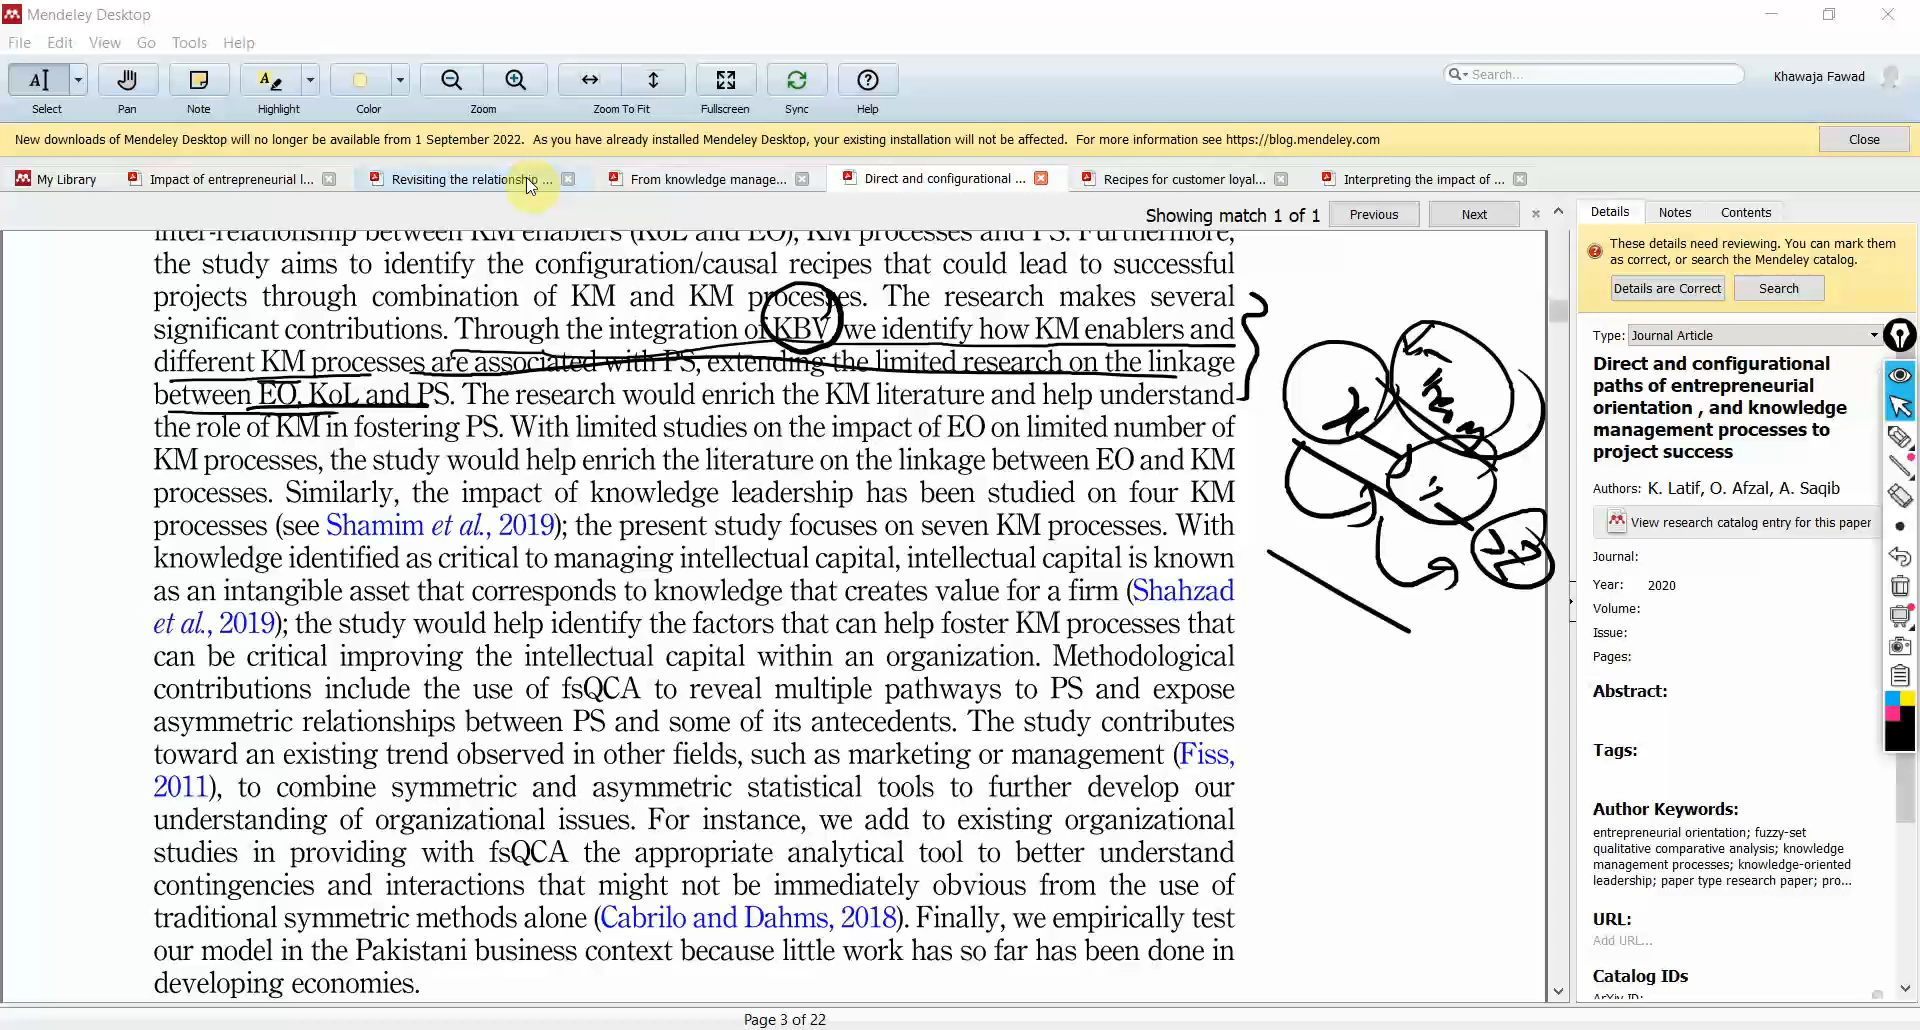 Mendeley Desktop
File Edit View Go Tools Help
Select Pan Note Highlight Color Zoom Zoom To Fit Fullscreen Sync Help
Search...
Khawaja Fawad
New downloads of Mendeley Desktop will no longer be available from 1 September 2022. As you have already installed Mendeley Desktop, your existing installation will not be affected. For more information see https://blog.mendeley.com
Close
My Library Impact of entrepreneurial l... Revisiting the relationship ... From knowledge manage... Direct and configurational ... Recipes for customer loyal... Interpreting the impact of ...
Showing match 1 of 1 Previous Next
inter-relationship between KM enablers (KoL and EO), KM processes and PS. Furthermore,
the study aims to identify the configuration/causal recipes that could lead to successful
projects through combination of KM and KM processes. The research makes several
significant contributions. Through the integration of KBV, we identify how KM enablers and
different KM processes are associated with PS, extending the limited research on the linkage
between EO, KoL and PS. The research would enrich the KM literature and help understand
the role of KM in fostering PS. With limited studies on the impact of EO on limited number of
KM processes, the study would help enrich the literature on the linkage between EO and KM
processes. Similarly, the impact of knowledge leadership has been studied on four KM
processes (see Shamim et al., 2019); the present study focuses on seven KM processes. With
knowledge identified as critical to managing intellectual capital, intellectual capital is known
as an intangible asset that corresponds to knowledge that creates value for a firm (Shahzad
et al., 2019); the study would help identify the factors that can help foster KM processes that
can be critical improving the intellectual capital within an organization. Methodological
contributions include the use of fsQCA to reveal multiple pathways to PS and expose
asymmetric relationships between PS and some of its antecedents. The study contributes
toward an existing trend observed in other fields, such as marketing or management (Fiss,
2011), to combine symmetric and asymmetric statistical tools to further develop our
understanding of organizational issues. For instance, we add to existing organizational
studies in providing with fsQCA the appropriate analytical tool to better understand
contingencies and interactions that might not be immediately obvious from the use of
traditional symmetric methods alone (Cabrilo and Dahms, 2018). Finally, we empirically test
our model in the Pakistani business context because little work has so far has been done in
developing economies.
Page 3 of 22
Details Notes Contents
These details need reviewing. You can mark them
as correct, or search the Mendeley catalog.
Details are Correct Search
Type: Journal Article
Direct and configurational
paths of entrepreneurial
orientation , and knowledge
management processes to
project success
Authors: K. Latif, O. Afzal, A. Saqib
View research catalog entry for this paper
Journal:
Year: 2020
Volume:
Issue:
Pages:
Abstract:
Tags:
Author Keywords:
entrepreneurial orientation; fuzzy-set
qualitative comparative analysis; knowledge
management processes; knowledge-oriented
leadership; paper type research paper; pro...
URL:
Add URL...
Catalog IDs
ArXiv ID: